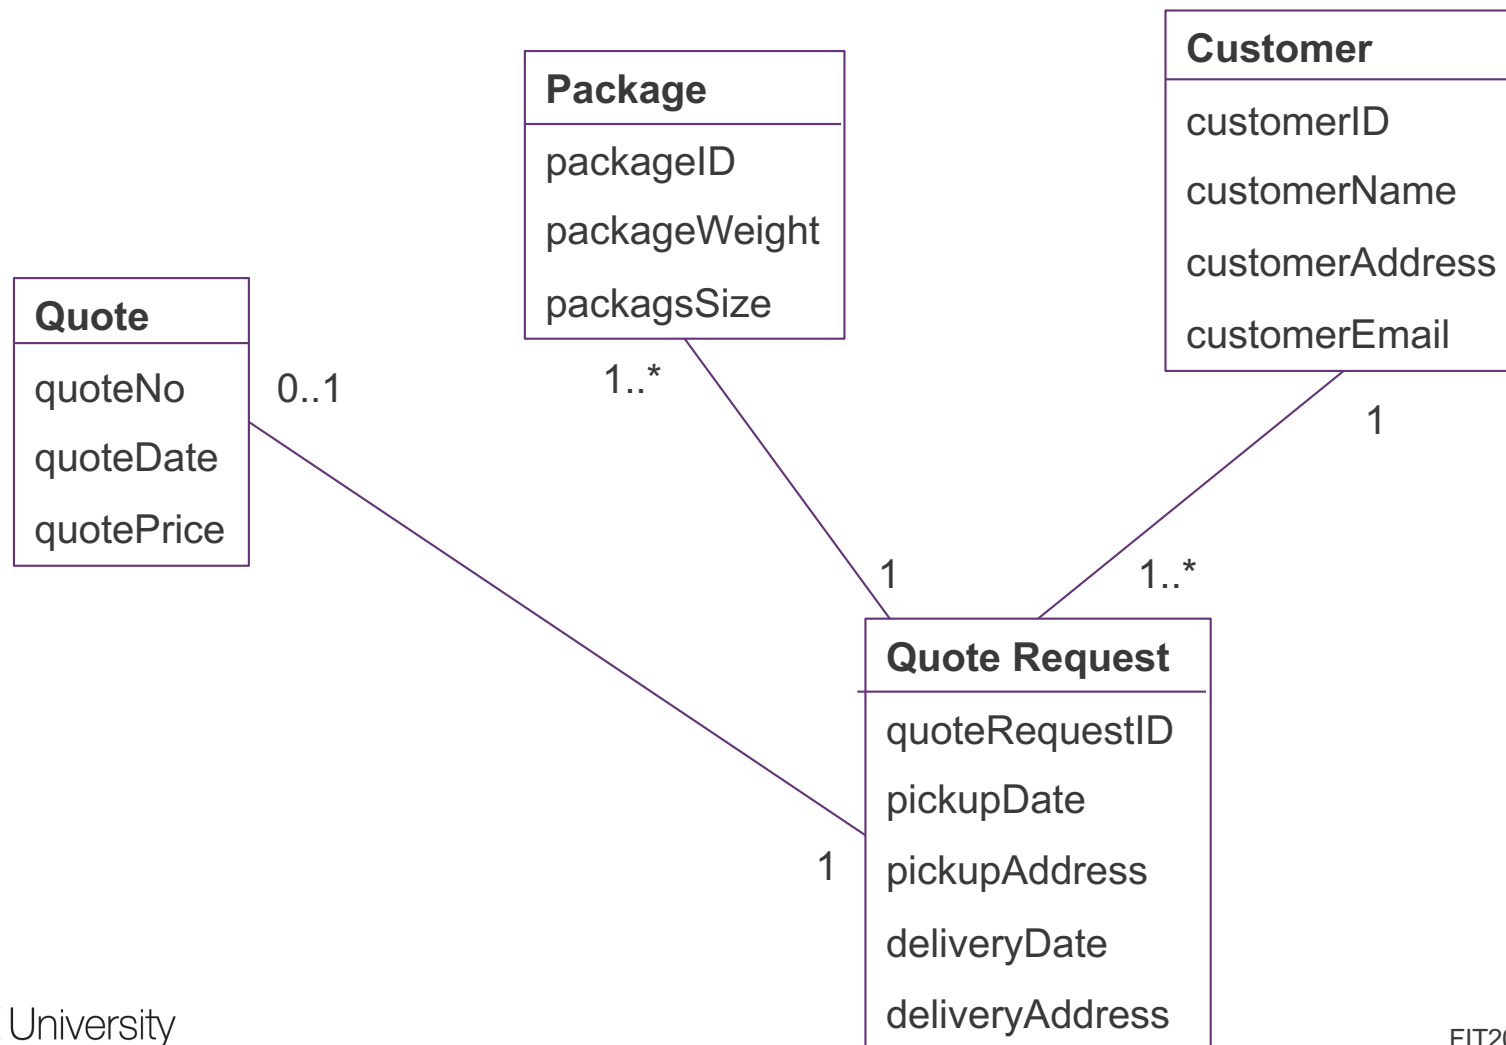 Customer
customerID
customerName
customerAddress
customerEmail
1
Package
packageID
packageWeight
packagsSize
1..*
Quote
quoteNo
quoteDate
quotePrice
0..1
1
1..*
Quote Request
quoteRequestID
pickupDate
pickupAddress
deliveryDate
deliveryAddress
1
University